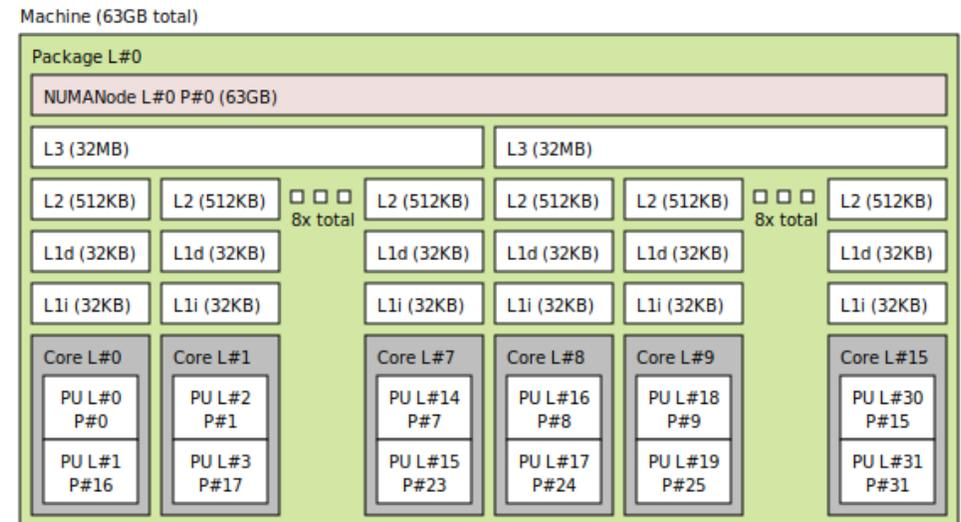 Machine (63GB total)
Package L#0
NUMANode L#0 P#0 (63GB)
L3 (32MB) L3 (32MB)
L2 (512KB) L2 (512KB) L2 (512KB) L2 (512KB) L2 (512KB) L2 (512KB)
8x total 8x total
L1d (32KB) L1d (32KB) L1d (32KB) L1d (32KB) L1d (32KB) L1d (32KB)
L1i (32KB) L1i (32KB) L1i (32KB) L1i (32KB) L1i (32KB) L1i (32KB)
Core L#0 Core L#1 Core L#7 Core L#8 Core L#9 Core L#15
PU L#0 PU L#2 PU L#14 PU L#16 PU L#18 PU L#30
P#0 P#1 P#7 P#8 P#9 P#15
PU L#1 PU L#3 PU L#15 PU L#17 PU L#19 PU L#31
P#16 P#17 P#23 P#24 P#25 P#31